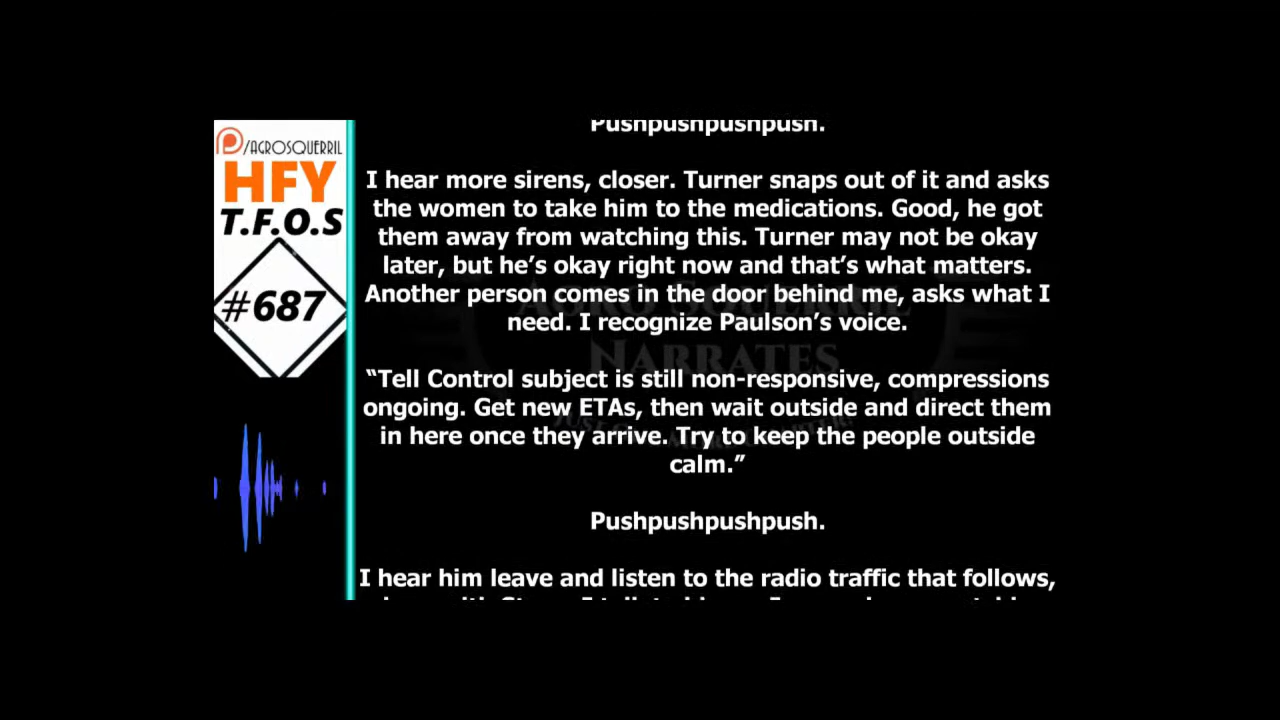 /AGROSQUERRIL
HFY
T.F.O.S
#687
Pushpushpushpush.
I hear more sirens, closer. Turner snaps out of it and asks
the women to take him to the medications. Good, he got
them away from watching this. Turner may not be okay
later, but he’s okay right now and that’s what matters.
Another person comes in the door behind me, asks what I
need. I recognize Paulson’s voice.
“Tell Control subject is still non-responsive, compressions
ongoing. Get new ETAs, then wait outside and direct them
in here once they arrive. Try to keep the people outside
calm.”
Pushpushpushpush.
I hear him leave and listen to the radio traffic that follows,
AGRO SQUERRIL
NARRATES